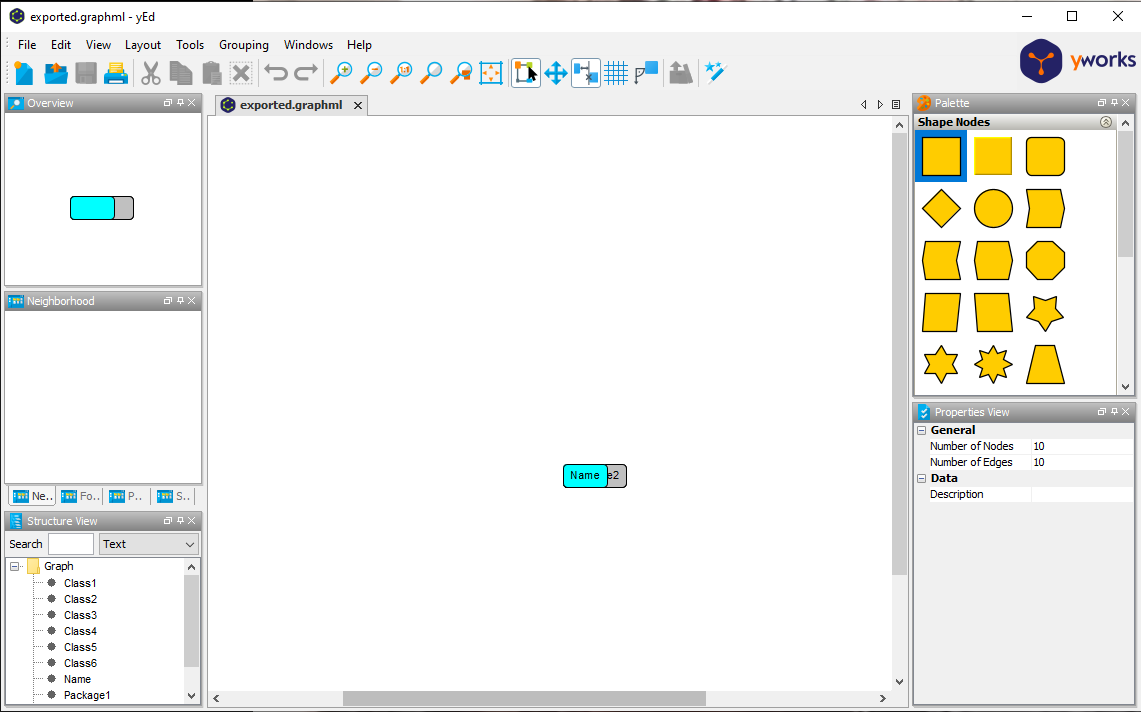 exported.graphml - yEd
File Edit View Layout Tools Grouping Windows Help
yworks
Overview
exported.graphml
Palette
Shape Nodes
Neighborhood
Name e2
Properties View
General
Number of Nodes 10
Number of Edges 10
Data
Description
Ne.. Fo.. P.. S..
Structure View
Search Text
Graph
Class1
Class2
Class3
Class4
Class5
Class6
Name
Package1